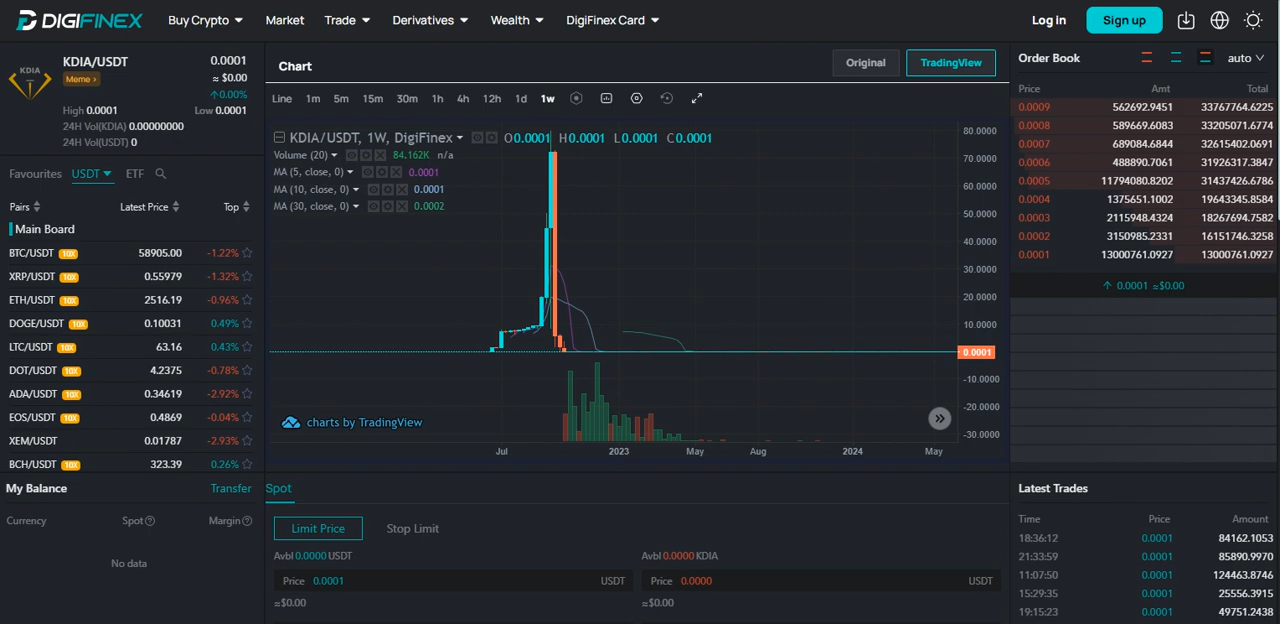 DIGIFINEX Buy Crypto Market Trade Derivatives Wealth DigiFinex Card Log in Sign up
KDIA
KDIA/USDT 0.0001
Meme › ≈ $0.00
↑0.00%
High 0.0001 Low 0.0001
24H Vol(KDIA) 0.00000000
24H Vol(USDT) 0
Favourites USDT ETF
Pairs Latest Price Top
Main Board
BTC/USDT 10X 58905.00 -1.22%
XRP/USDT 10X 0.55979 -1.32%
ETH/USDT 10X 2516.19 -0.96%
DOGE/USDT 10X 0.10031 0.49%
LTC/USDT 10X 63.16 0.43%
DOT/USDT 10X 4.2375 -0.78%
ADA/USDT 10X 0.34619 -2.92%
EOS/USDT 10X 0.4869 -0.04%
XEM/USDT 0.01787 -2.93%
BCH/USDT 10X 323.39 0.26%
My Balance Transfer
Currency Spot Margin
No data
Chart Original TradingView
Line 1m 5m 15m 30m 1h 4h 12h 1d 1w
KDIA/USDT, 1W, DigiFinex O0.0001 H0.0001 L0.0001 C0.0001
Volume (20) 84.162K n/a
MA (5, close, 0) 0.0001
MA (10, close, 0) 0.0001
MA (30, close, 0) 0.0002
80.0000
70.0000
60.0000
50.0000
40.0000
30.0000
20.0000
10.0000
0.0001
-10.0000
-20.0000
-30.0000
charts by TradingView
Jul 2023 May Aug 2024 May
Spot
Limit Price Stop Limit
Avbl 0.0000 USDT Avbl 0.0000 KDIA
Price 0.0001 USDT Price 0.0000 USDT
≈$0.00 ≈$0.00
Order Book auto
Price Amt Total
0.0009 562692.9451 33767764.6225
0.0008 589669.6083 33205071.6774
0.0007 689084.6844 32615402.0691
0.0006 488890.7061 31926317.3847
0.0005 11794080.8202 31437426.6786
0.0004 1375651.1002 19643345.8584
0.0003 2115948.4324 18267694.7582
0.0002 3150985.2331 16151746.3258
0.0001 13000761.0927 13000761.0927
↑ 0.0001 ≈$0.00
Latest Trades
Time Price Amount
18:36:12 0.0001 84162.1053
21:33:59 0.0001 85890.9970
11:07:50 0.0001 124463.8746
15:29:35 0.0001 25556.3915
19:15:23 0.0001 49751.2438